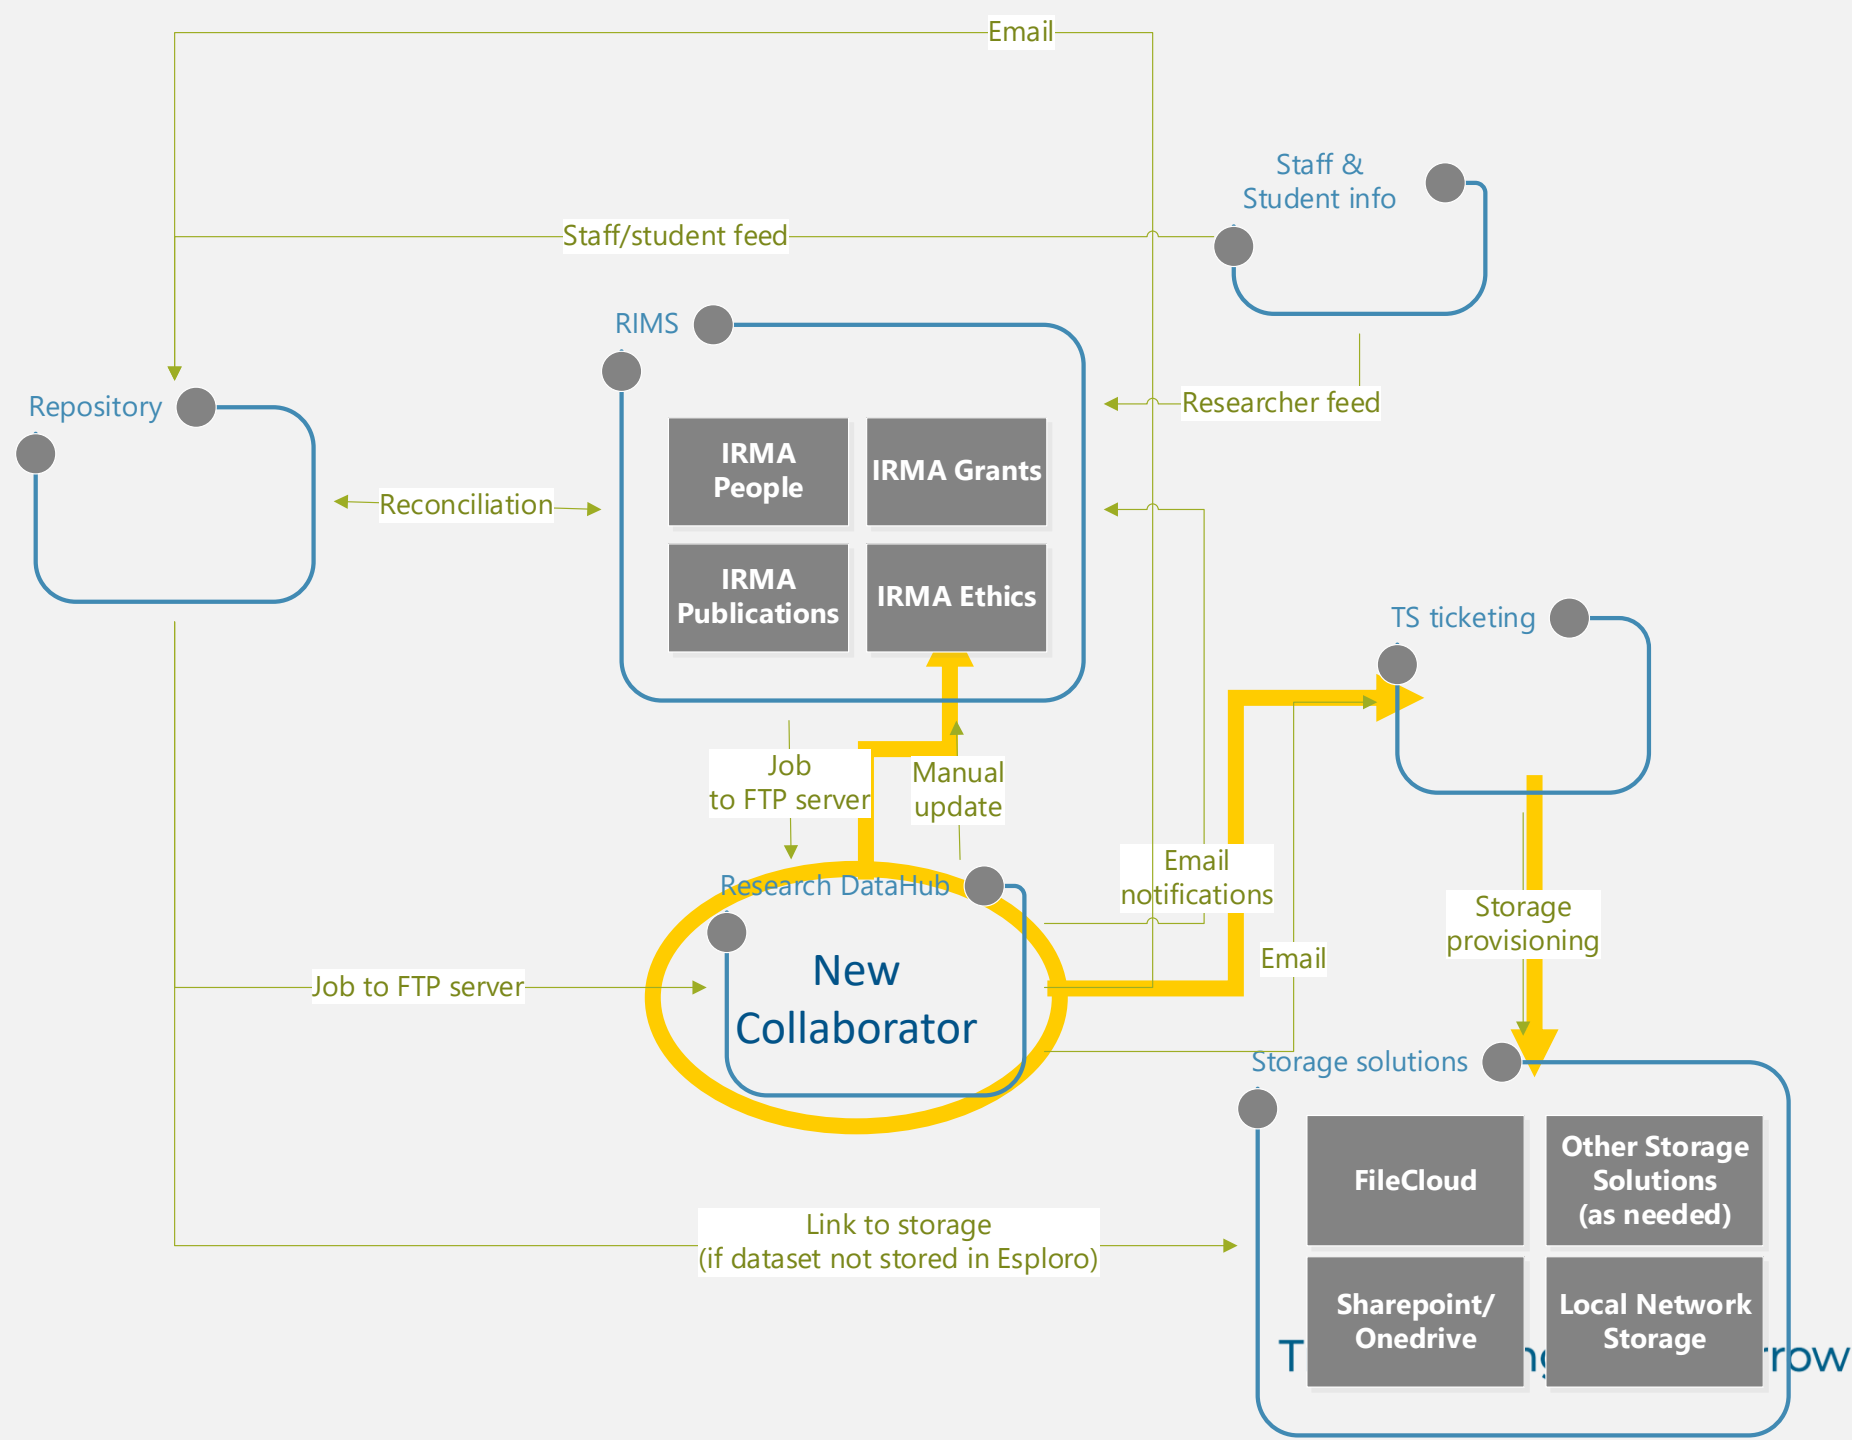 Email
Staff &
Student info
Staff/student feed
RIMS
Researcher feed
Repository
IRMA
People
IRMA Grants
Reconciliation
IRMA
Publications
IRMA Ethics
TS ticketing
Job
to FTP server
Manual
update
Email
notifications
Research DataHub
Storage
provisioning
Email
New
Collaborator
Job to FTP server
Storage solutions
FileCloud
Other Storage
Solutions
(as needed)
Link to storage
(if dataset not stored in Esploro)
Sharepoint/
Onedrive
Local Network
Storage